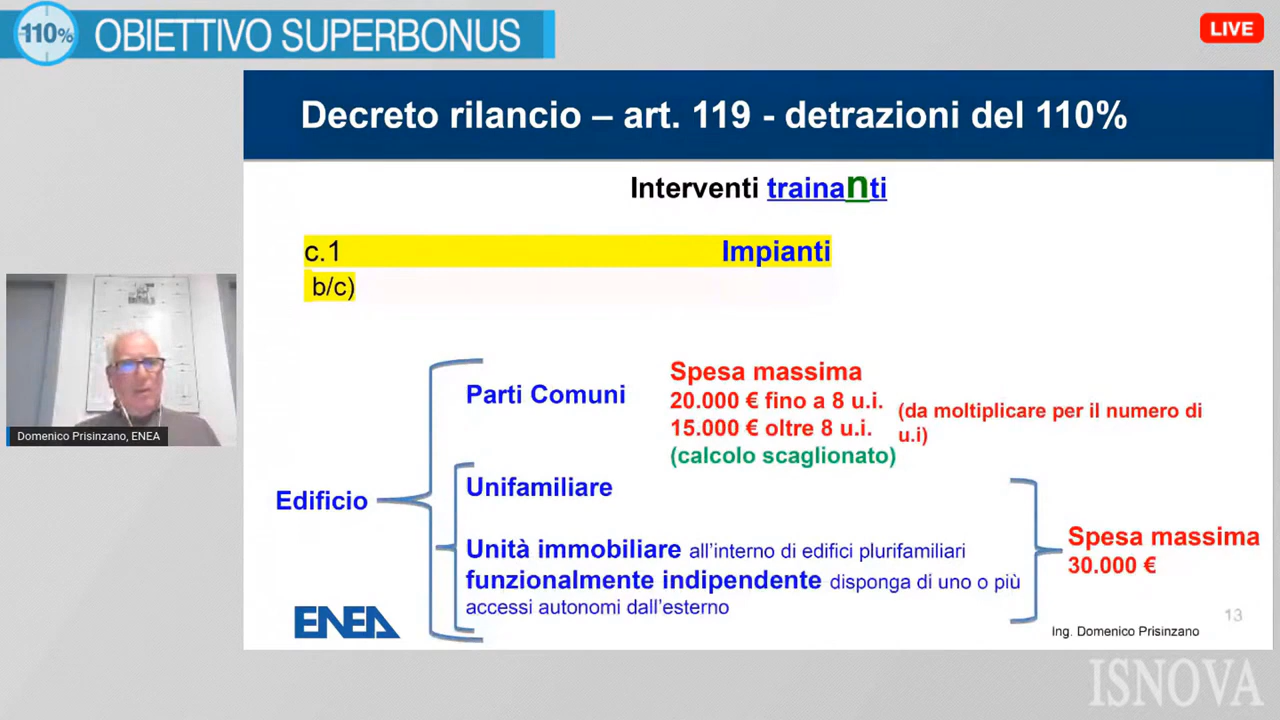 110%
OBIETTIVO SUPERBONUS
LIVE
Decreto rilancio – art. 119 - detrazioni del 110%
Interventi trainanti
c.1 Impianti
b/c)
Parti Comuni
Spesa massima
20.000 € fino a 8 u.i.
15.000 € oltre 8 u.i.
(calcolo scaglionato)
(da moltiplicare per il numero di
u.i)
Edificio
Unifamiliare
Unità immobiliare all'interno di edifici plurifamiliari
funzionalmente indipendente disponga di uno o più
accessi autonomi dall'esterno
Spesa massima
30.000 €
ENEA
13
Ing. Domenico Prisinzano
Domenico Prisinzano, ENEA
ISNOVA